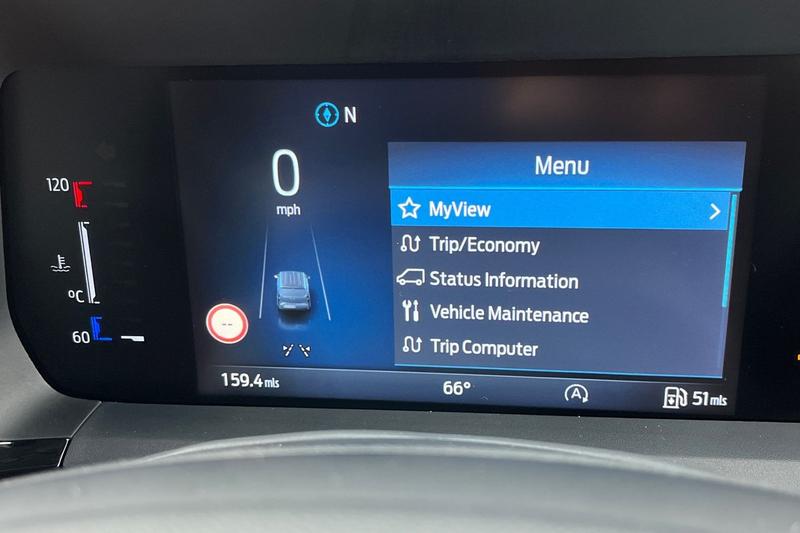 N
0
mph
120
°C
60
--
Menu
MyView
Trip/Economy
Status Information
Vehicle Maintenance
Trip Computer
159.4 mls
66°
A
51 mls